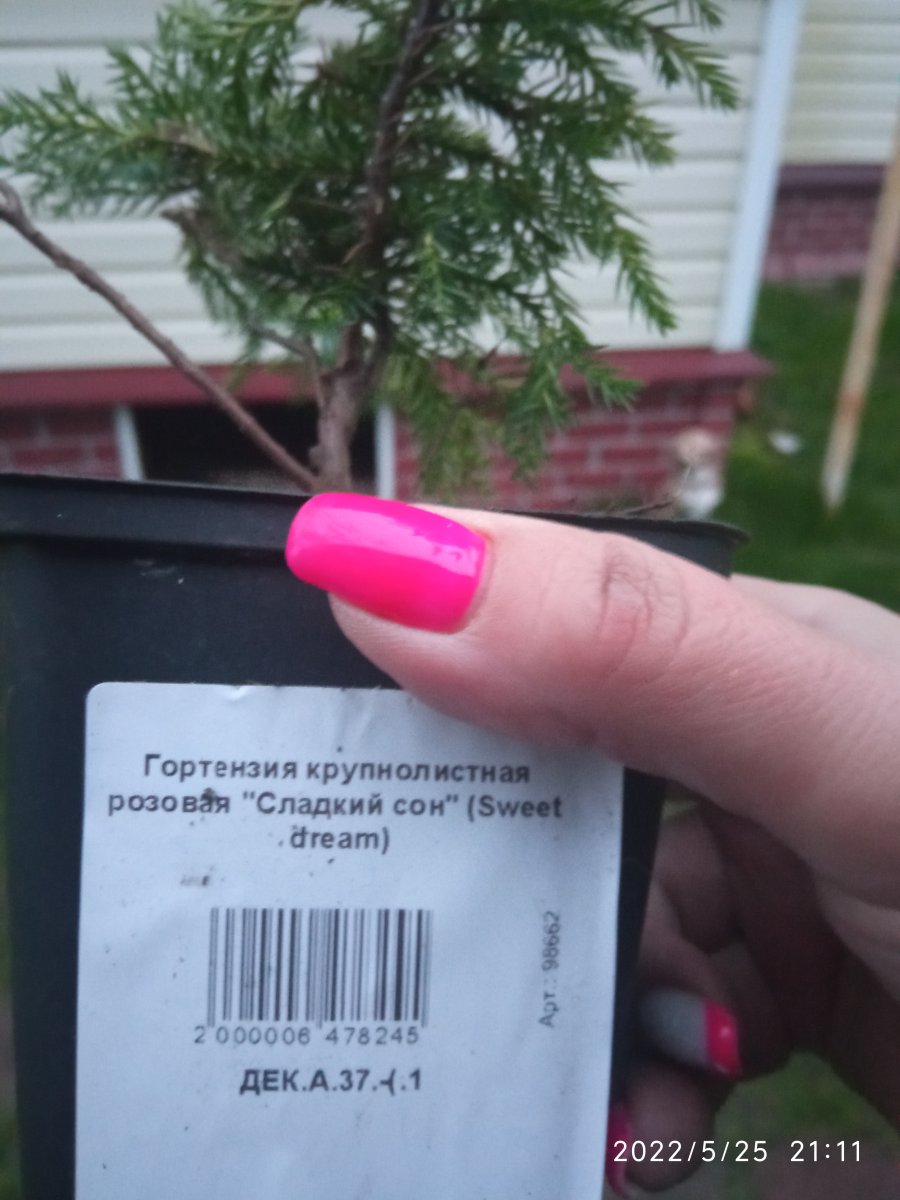 Гортензия крупнолистная
розовая "Сладкий сон" (Sweet
dream)
Арт.: 98662
2 000006 478245
ДЕК.А.37.-(.1
2022/5/25 21:11